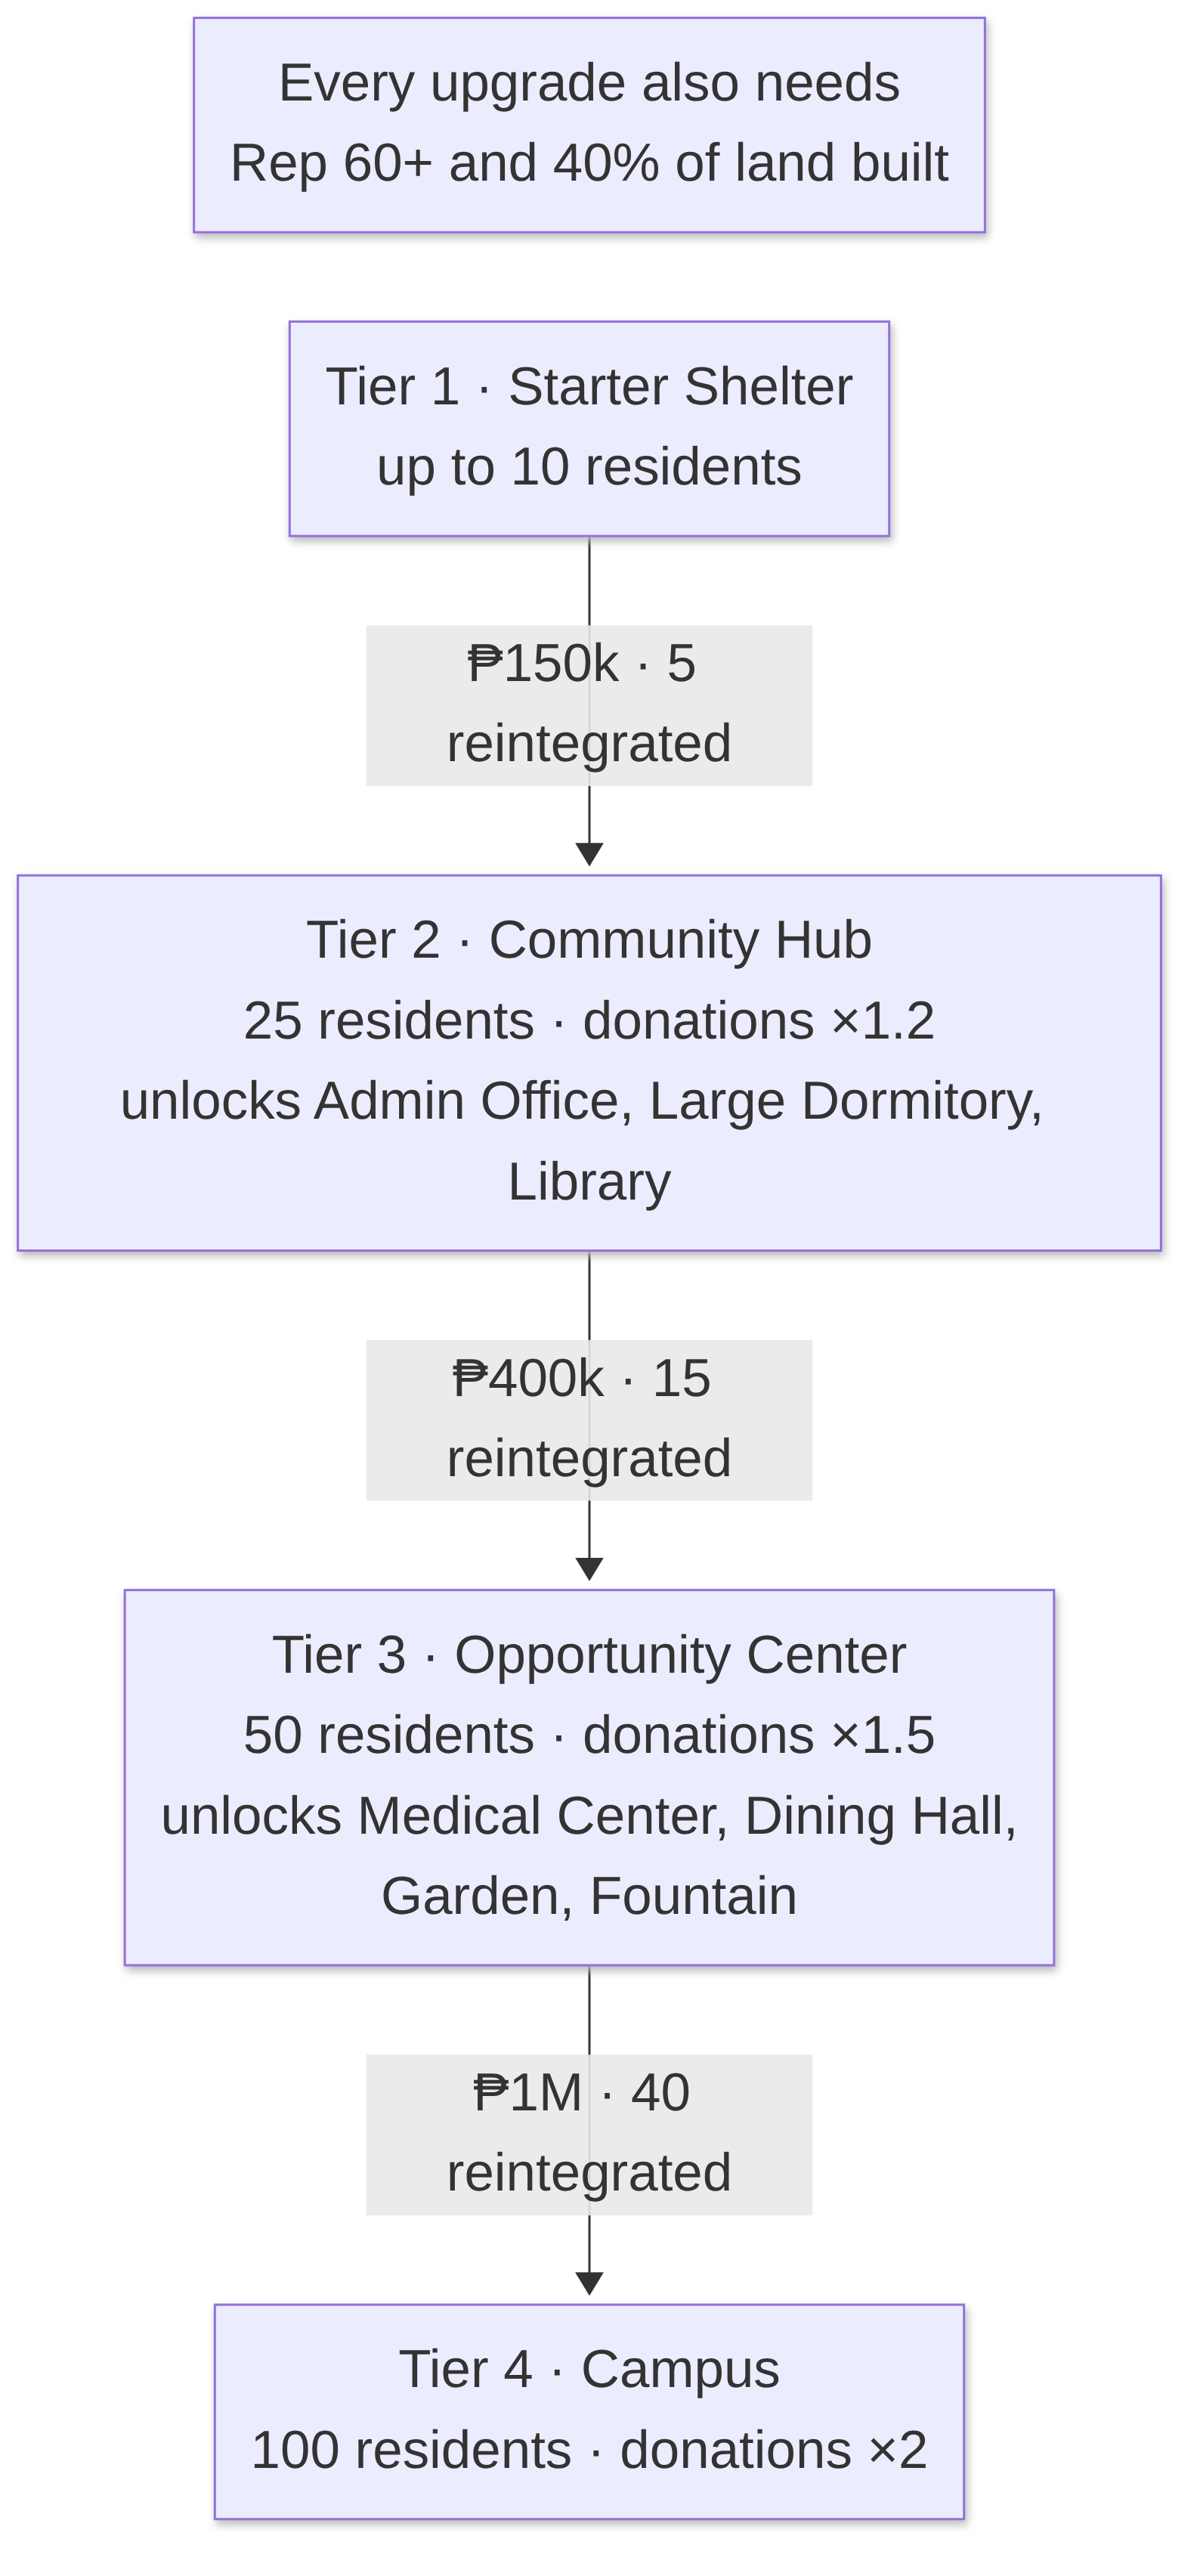 Every upgrade also needs
Rep 60+ and 40% of land built
Tier 1 · Starter Shelter
up to 10 residents
₱150k · 5
reintegrated
Tier 2 · Community Hub
25 residents · donations ×1.2
unlocks Admin Office, Large Dormitory,
Library
₱400k · 15
reintegrated
Tier 3 · Opportunity Center
50 residents · donations ×1.5
unlocks Medical Center, Dining Hall,
Garden, Fountain
₱1M · 40
reintegrated
Tier 4 · Campus
100 residents · donations ×2